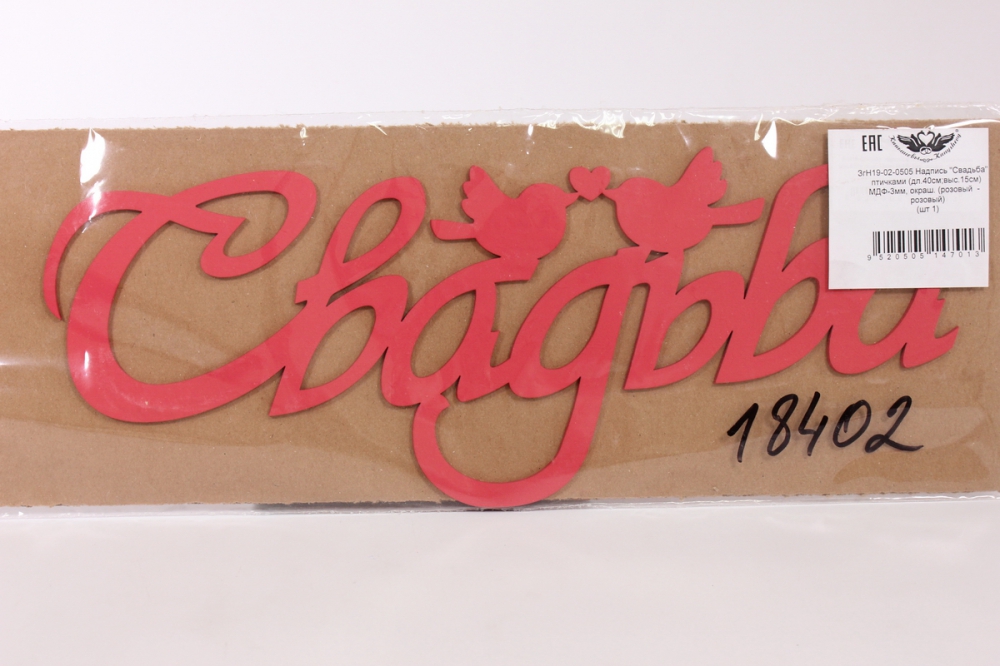 EAC
ЗгН19-02-0505 Надпись "Свадьба"
птичками (дл.40см;выс.15см)
МДФ-3мм, окраш. (розовый -
розовый)
(шт 1)
9 520505 147013
Свадьба
18402